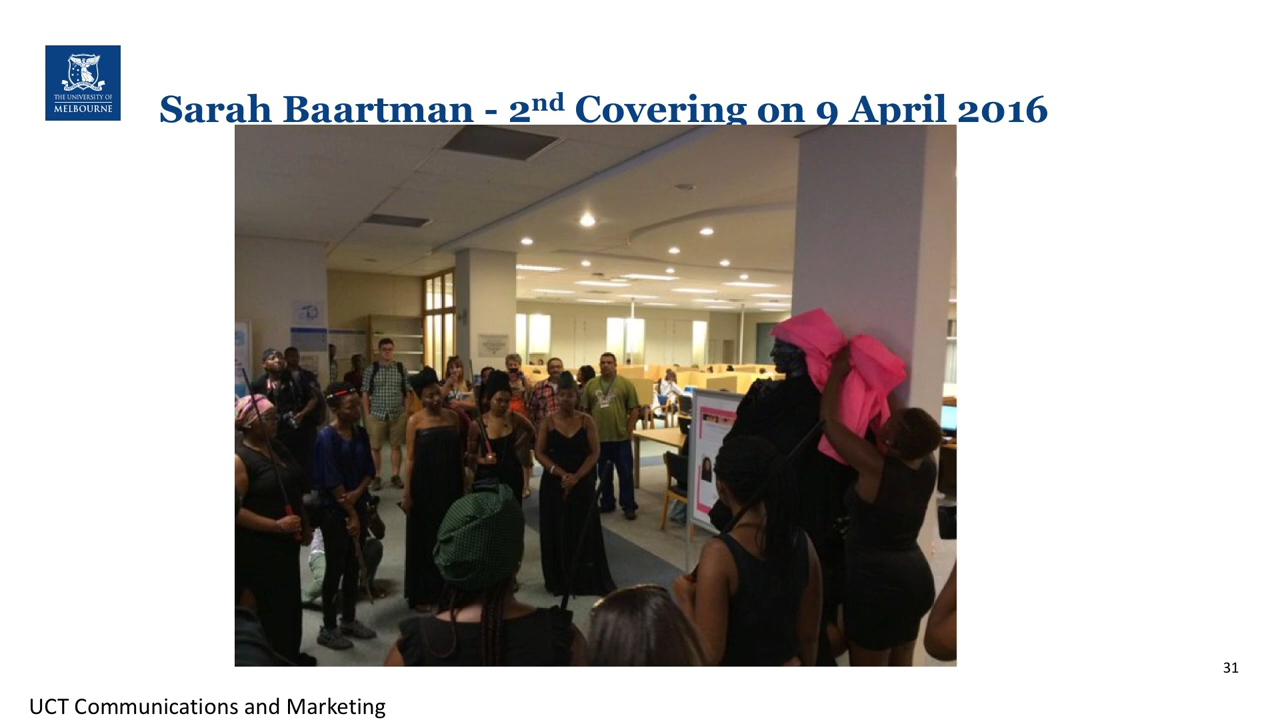 THE UNIVERSITY OF
MELBOURNE
Sarah Baartman - 2nd Covering on 9 April 2016
31
UCT Communications and Marketing